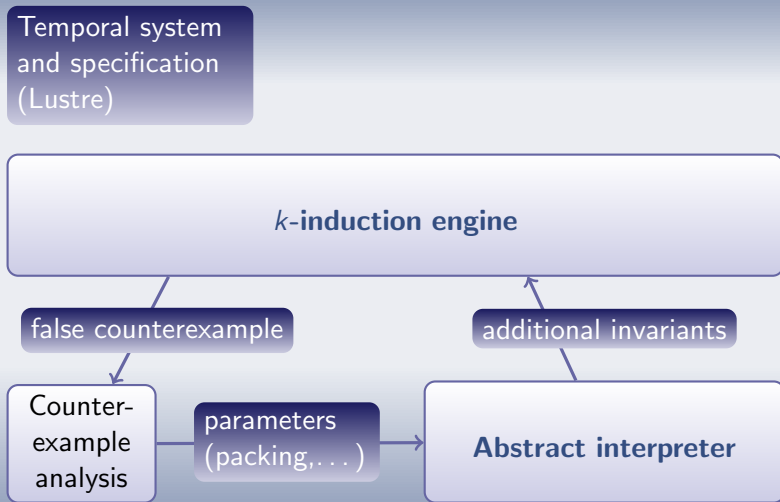 Temporal system
and specification
(Lustre)
k-induction engine
false counterexample
additional invariants
Counter-
example
analysis
parameters
(packing,...)
Abstract interpreter